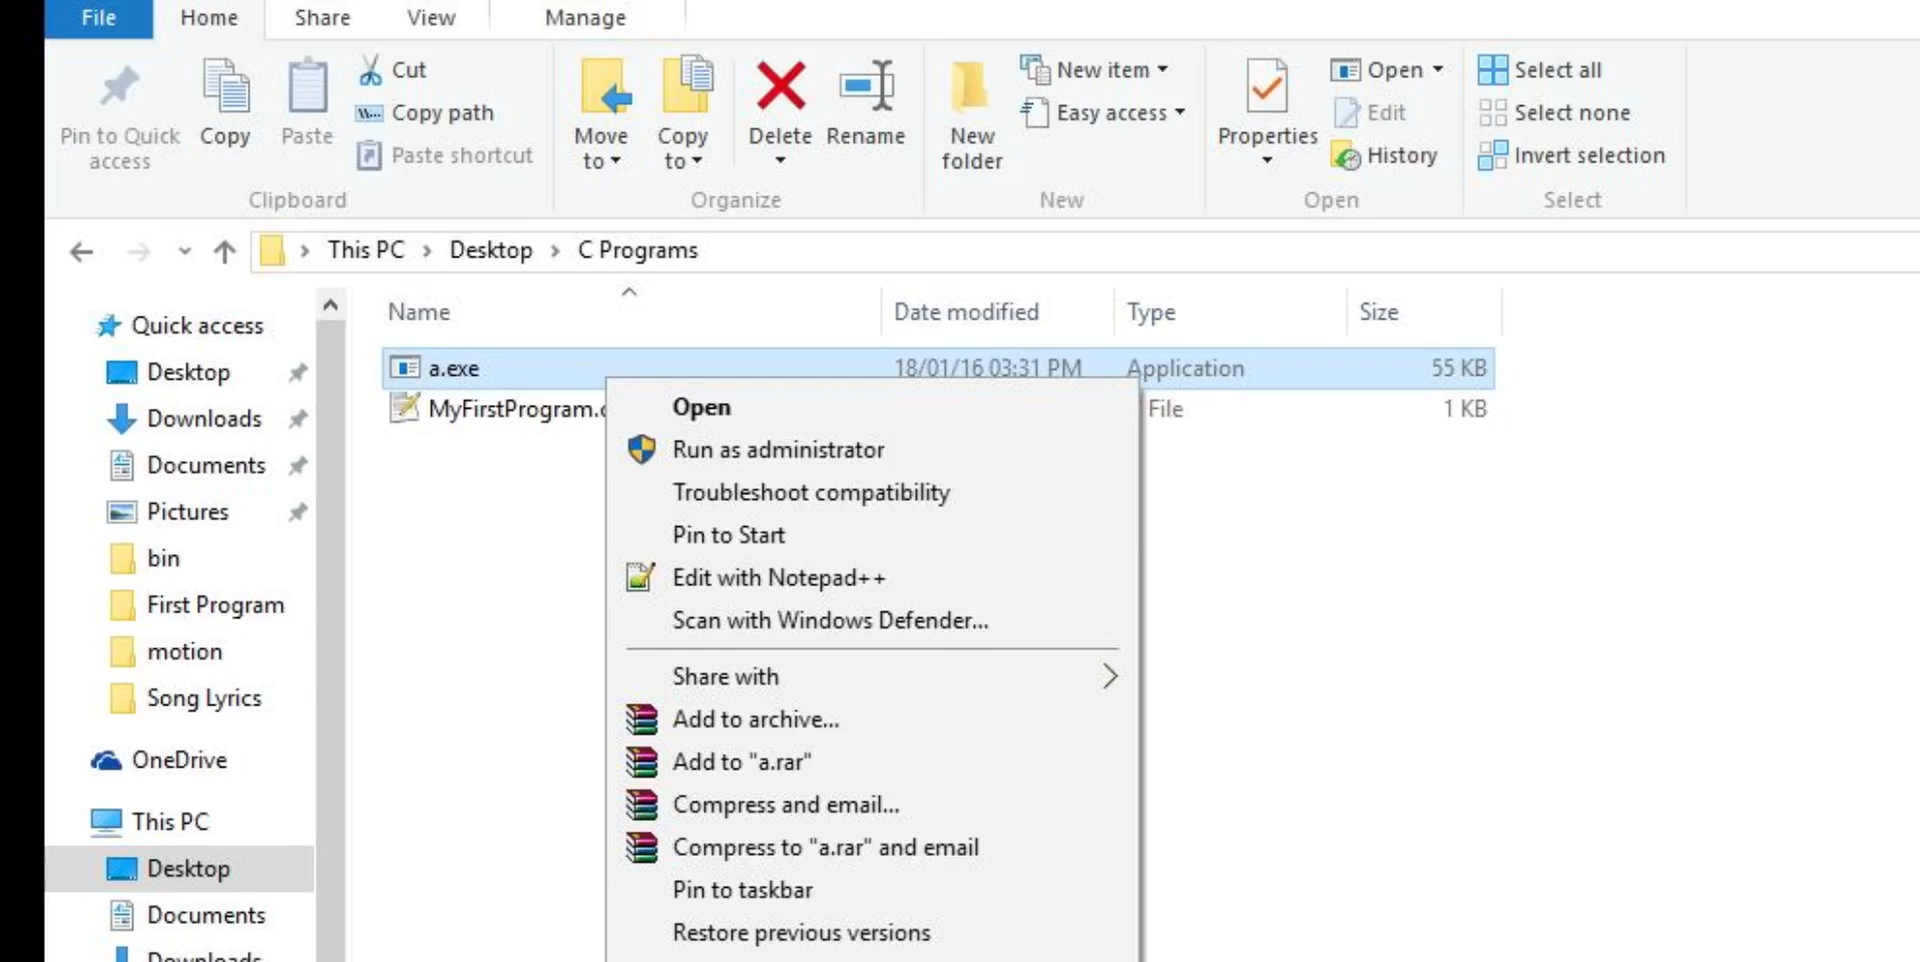 File Home Share View Manage
Pin to Quick access
Copy
Paste
Cut
Copy path
Paste shortcut
Clipboard
Move to
Copy to
Delete
Rename
Organize
New folder
New item
Easy access
New
Properties
Open
Edit
History
Open
Select all
Select none
Invert selection
Select
This PC > Desktop > C Programs
Name Date modified Type Size
a.exe 18/01/16 03:31 PM Application 55 KB
MyFirstProgram. File 1 KB
Quick access
Desktop
Downloads
Documents
Pictures
bin
First Program
motion
Song Lyrics
OneDrive
This PC
Desktop
Documents
Downloads
Open
Run as administrator
Troubleshoot compatibility
Pin to Start
Edit with Notepad++
Scan with Windows Defender...
Share with
Add to archive...
Add to "a.rar"
Compress and email...
Compress to "a.rar" and email
Pin to taskbar
Restore previous versions